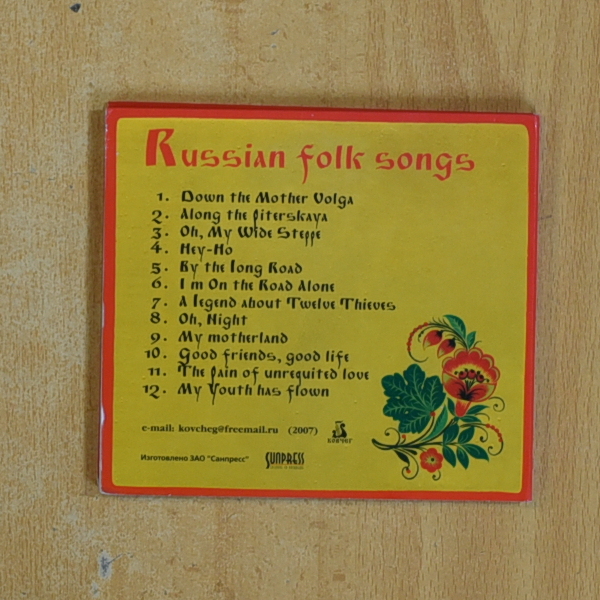 Russian folk songs
1. Down the Mother Volga
2. Along the Piterskaya
3. Oh, My Wide Steppe
4. Hey-Ho
5. By the long Road
6. I m On the Road Alone
7. A legend about Twelve Thieves
8. Oh, Night
9. My motherland
10. Good friends, good life
11. The pain of unrequited love
12. My Youth has flown
e-mail: kovcheg@freemail.ru (2007)
Изготовлено ЗАО "Санпресс" SUNPRESS